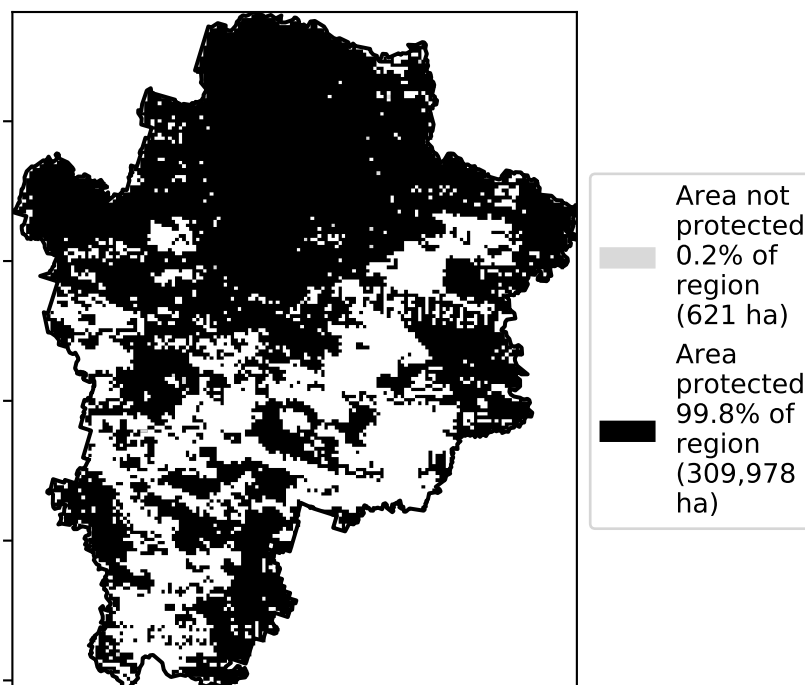 Area not
protected
0.2% of
region
(621 ha)
Area
protected
99.8% of
region
(309,978
ha)